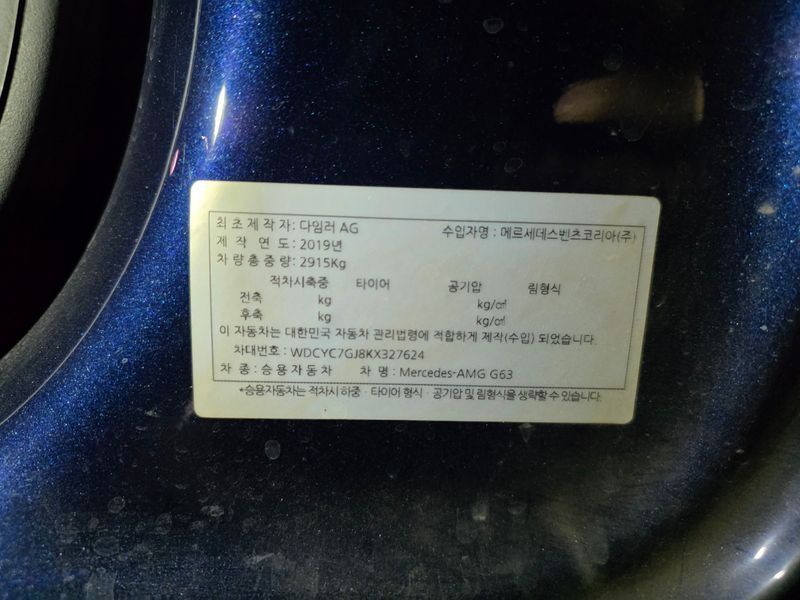 최초제작자: 다임러 AG 수입자명 : 메르세데스벤츠코리아(주)
제작 연도: 2019년
차량총중량: 2915Kg
적차시축중 타이어 공기압 림형식
전축 kg kg/㎠
후축 kg kg/㎠
이 자동차는 대한민국 자동차 관리법령에 적합하게 제작(수입) 되었습니다.
차대번호 : WDCYC7GJ8KX327624
차 종 : 승용자동차 차 명 : Mercedes-AMG G63
*승용자동차는 적차시 하중 · 타이어 형식 · 공기압 및 림형식을 생략할 수 있습니다.